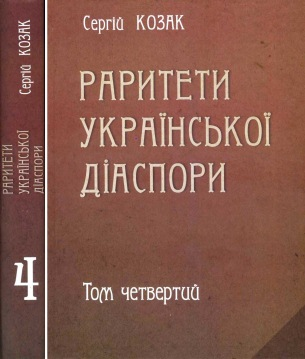 Сергій КОЗАК
РАРИТЕТИ
УКРАЇНСЬКОЇ
ДІАСПОРИ
4
Сергій КОЗАК
РАРИТЕТИ
УКРАЇНСЬКОЇ
ДІАСПОРИ
Том четвертий